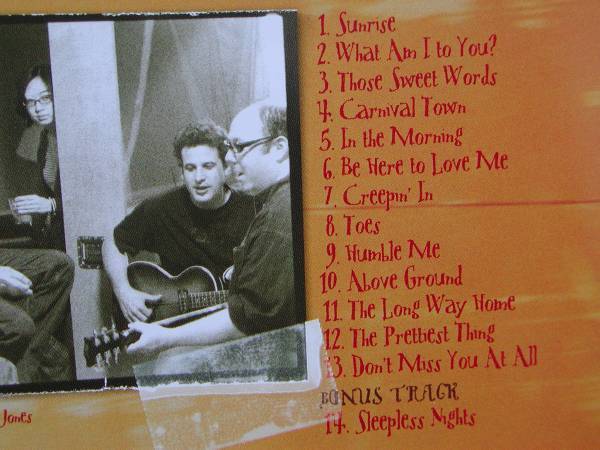 1. Sunrise
2. What Am I to You?
3. Those Sweet Words
4. Carnival Town
5. In the Morning
6. Be Here to Love Me
7. Creepin' In
8. Toes
9. Humble Me
10. Above Ground
11. The Long Way Home
12. The Prettiest Thing
13. Don't Miss You At All
BONUS TRACK
14. Sleepless Nights
Jones